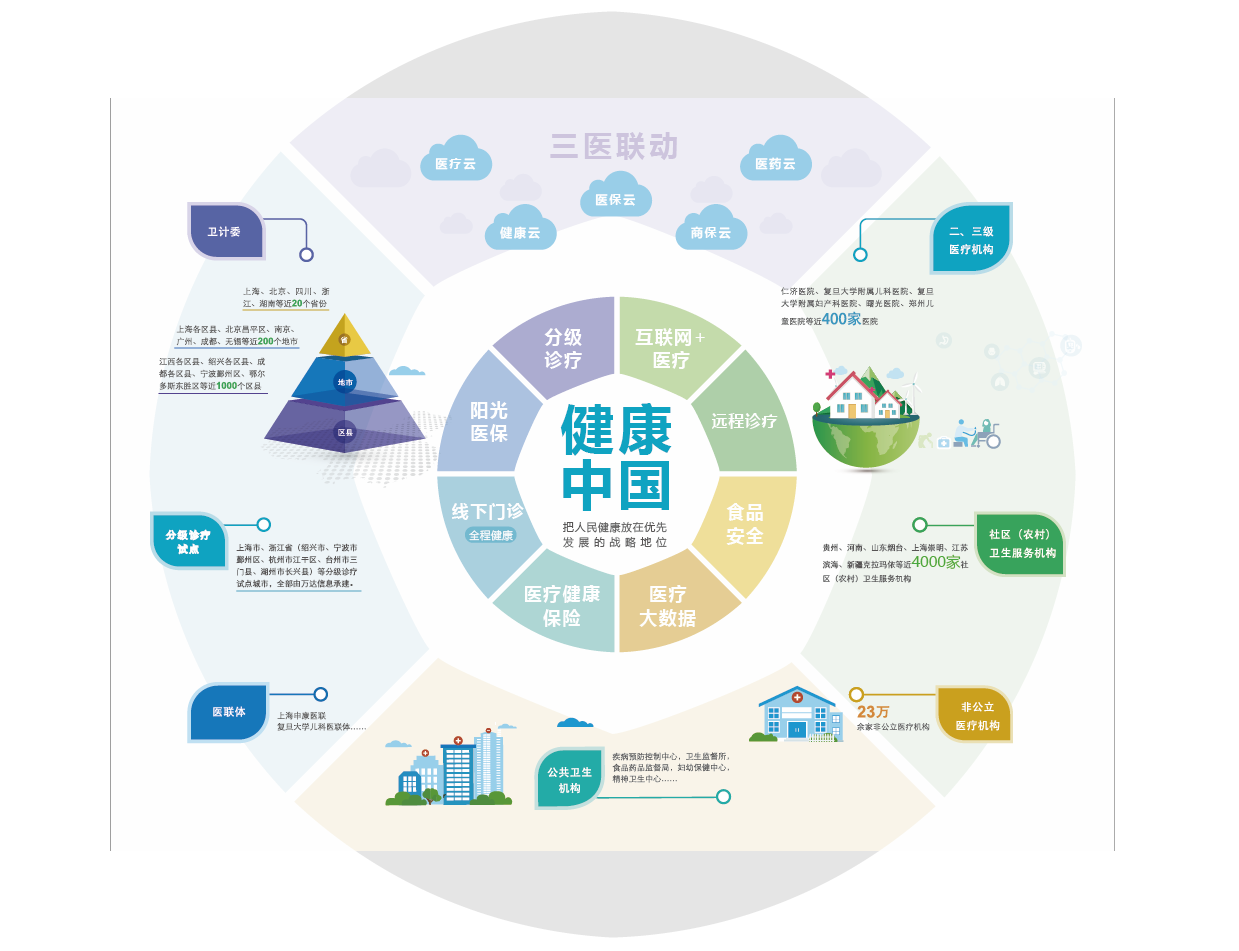 三医联动
医疗云
医药云
医保云
健康云
商保云
卫计委
上海、北京、四川、浙
江、湖南等近20个省份
上海各区县、北京昌平区、南京、
广州、成都、无锡等近200个地市
江西各区县、绍兴各区县、成
都各区县、宁波鄞州区、鄂尔
多斯东胜区等近1000个区县
省
地市
区县
二、三级
医疗机构
仁济医院、复旦大学附属儿科医院、复旦
大学附属妇产科医院、曙光医院、郑州儿
童医院等近400家医院
分级
诊疗
互联网+
医疗
阳光
医保
远程诊疗
健康
中国
把人民健康放在优先
发展的战略地位
线下门诊
全程健康
食品
安全
医疗健康
保险
医疗
大数据
分级诊疗
试点
上海市、浙江省（绍兴市、宁波市
鄞州区、杭州市江干区、台州市三
门县、湖州市长兴县）等分级诊疗
试点城市，全部由万达信息承建。
社区（农村）
卫生服务机构
贵州、河南、山东烟台、上海崇明、江苏
滨海、新疆克拉玛依等近4000家社
区（农村）卫生服务机构
医联体
上海申康医联
复旦大学儿科医联体......
公共卫生
机构
疾病预防控制中心，卫生监督所，
食品药品监督局，妇幼保健中心，
精神卫生中心......
非公立
医疗机构
23万
余家非公立医疗机构